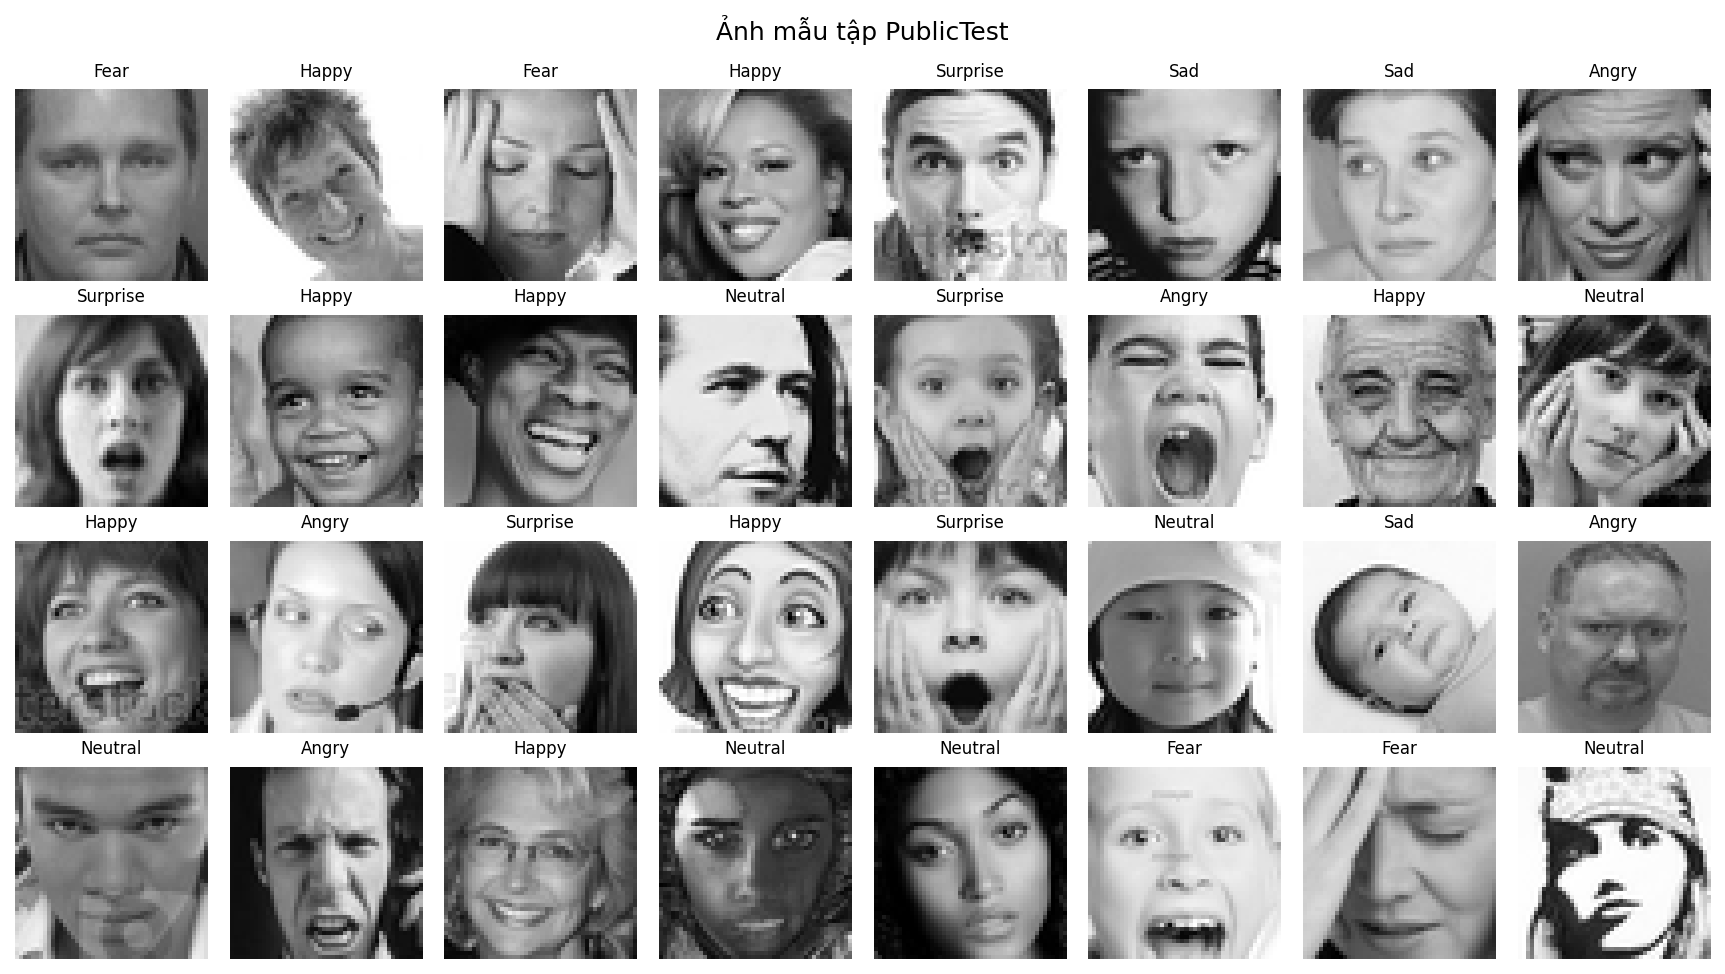 Ảnh mẫu tập PublicTest
Fear Happy Fear Happy Surprise Sad Sad Angry
Surprise Happy Happy Neutral Surprise Angry Happy Neutral
Happy Angry Surprise Happy Surprise Neutral Sad Angry
Neutral Angry Happy Neutral Neutral Fear Fear Neutral